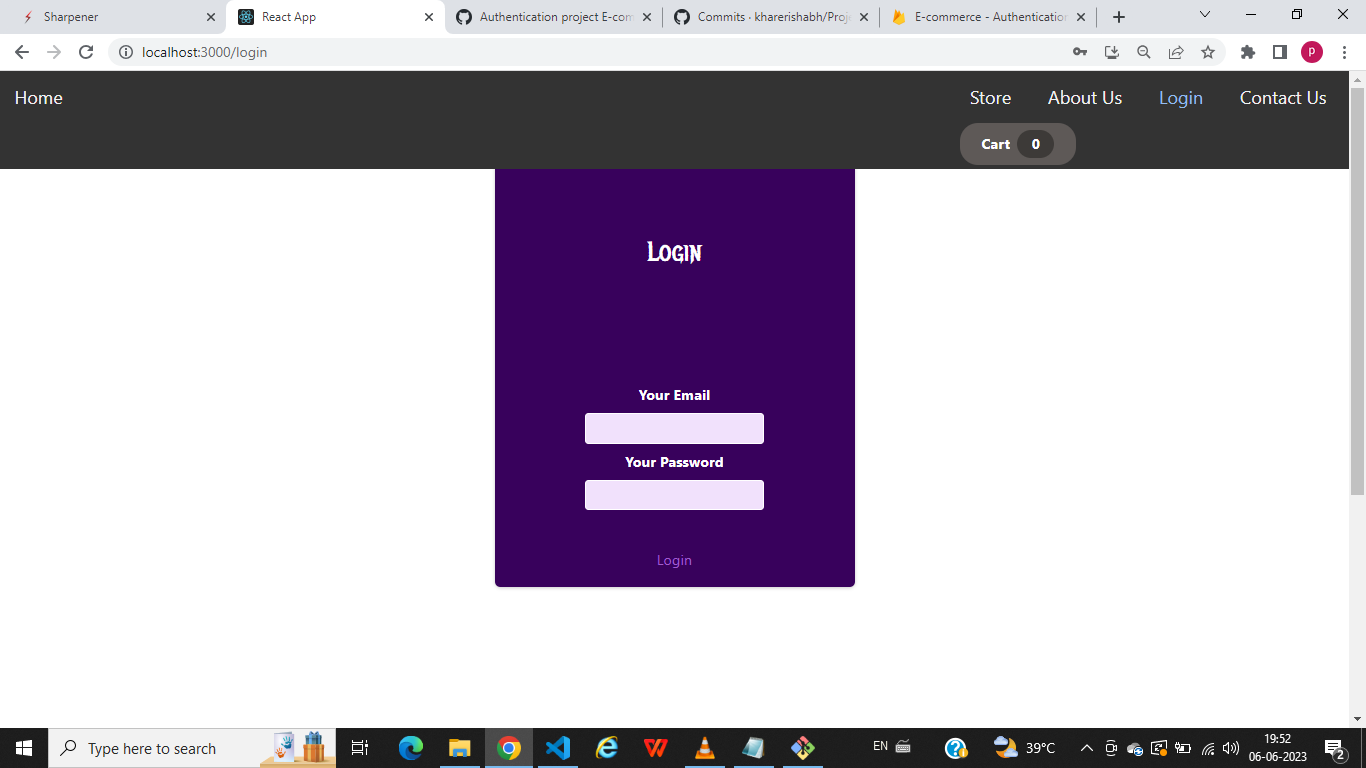 Sharpener
React App
Authentication project E-com
Commits · kharerishabh/Proje
E-commerce - Authentication
localhost:3000/login
P
Home
Store
About Us
Login
Contact Us
Cart 0
Login
Your Email
Your Password
Login
Type here to search
EN
39°C
19:52
06-06-2023
2